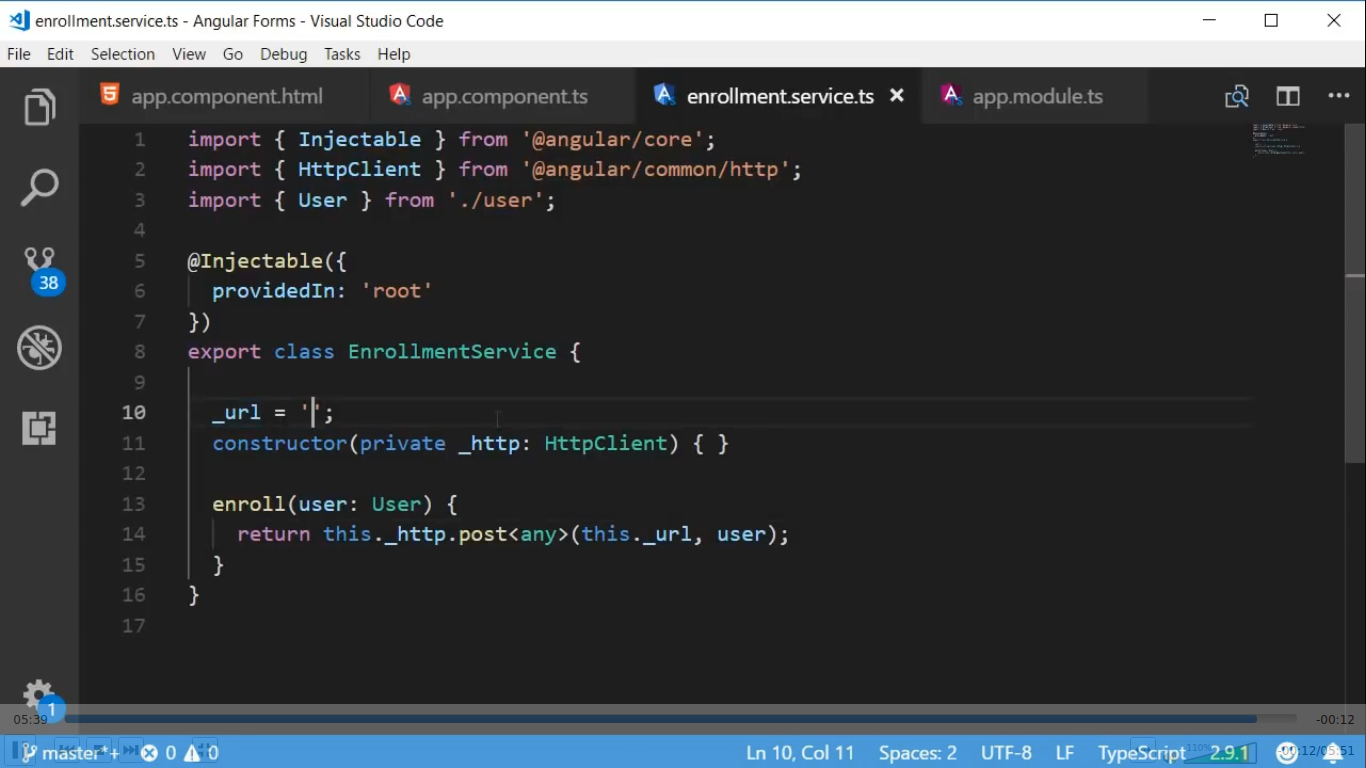 enrollment.service.ts - Angular Forms - Visual Studio Code
File Edit Selection View Go Debug Tasks Help
app.component.html app.component.ts enrollment.service.ts app.module.ts
1 import { Injectable } from '@angular/core';
2 import { HttpClient } from '@angular/common/http';
3 import { User } from './user';
4
5 @Injectable({
6 providedIn: 'root'
7 })
8 export class EnrollmentService {
9
10 _url = '';
11 constructor(private _http: HttpClient) { }
12
13 enroll(user: User) {
14 return this._http.post<any>(this._url, user);
15 }
16 }
17
38
1
05:39 -00:12
master*+ 0 0 Ln 10, Col 11 Spaces: 2 UTF-8 LF TypeScript 110% 2.9.1 -00:12/05:51